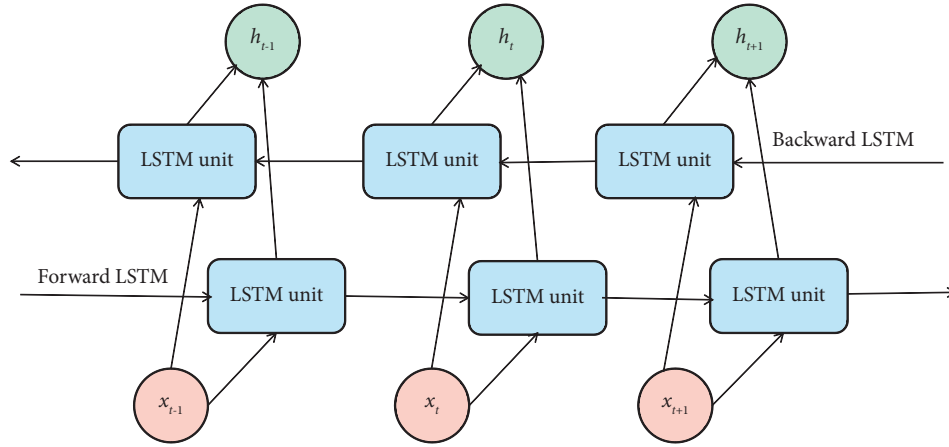 h_{t-1}
h_t
h_{t+1}
LSTM unit
LSTM unit
LSTM unit
Backward LSTM
Forward LSTM
LSTM unit
LSTM unit
LSTM unit
x_{t-1}
x_t
x_{t+1}